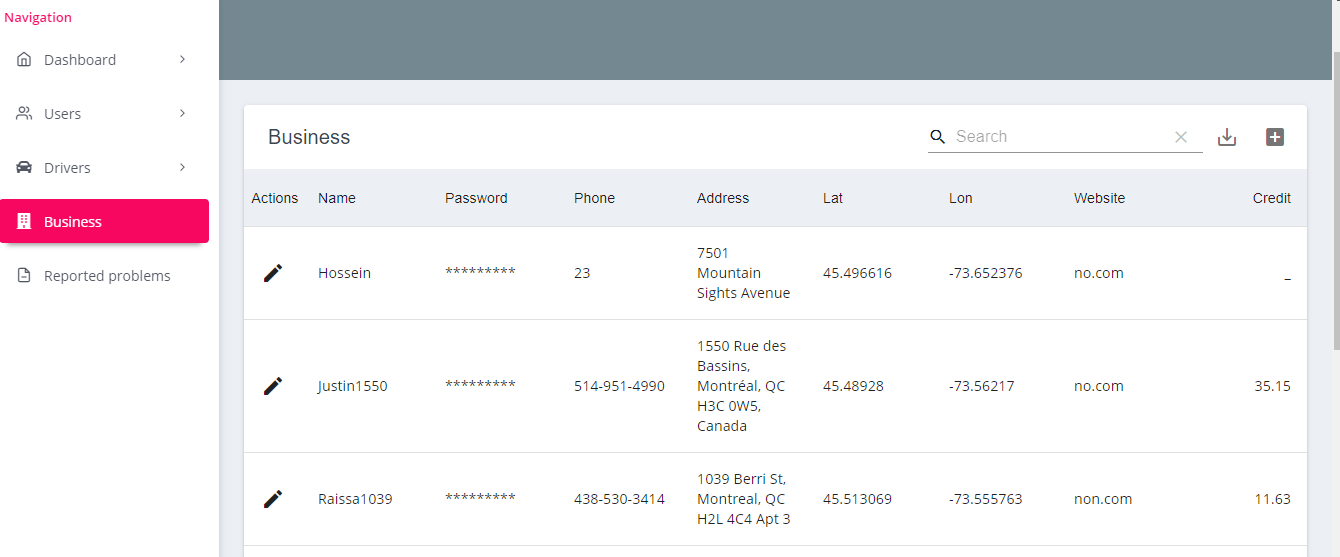 Navigation
Dashboard
Users
Drivers
Business
Reported problems
Business
Search
Actions Name Password Phone Address Lat Lon Website Credit
Hossein ********* 23 7501 45.496616 -73.652376 no.com _
Mountain
Sights Avenue
Justin1550 ********* 514-951-4990 1550 Rue des 45.48928 -73.56217 no.com 35.15
Bassins,
Montréal, QC
H3C 0W5,
Canada
Raissa1039 ********* 438-530-3414 1039 Berri St, 45.513069 -73.555763 non.com 11.63
Montreal, QC
H2L 4C4 Apt 3